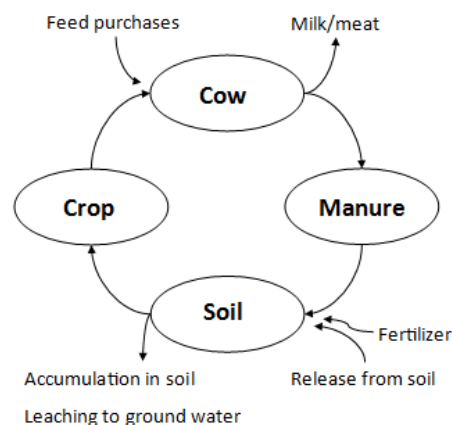 Feed purchases
Milk/meat
Cow
Crop
Manure
Soil
Fertilizer
Accumulation in soil
Release from soil
Leaching to ground water